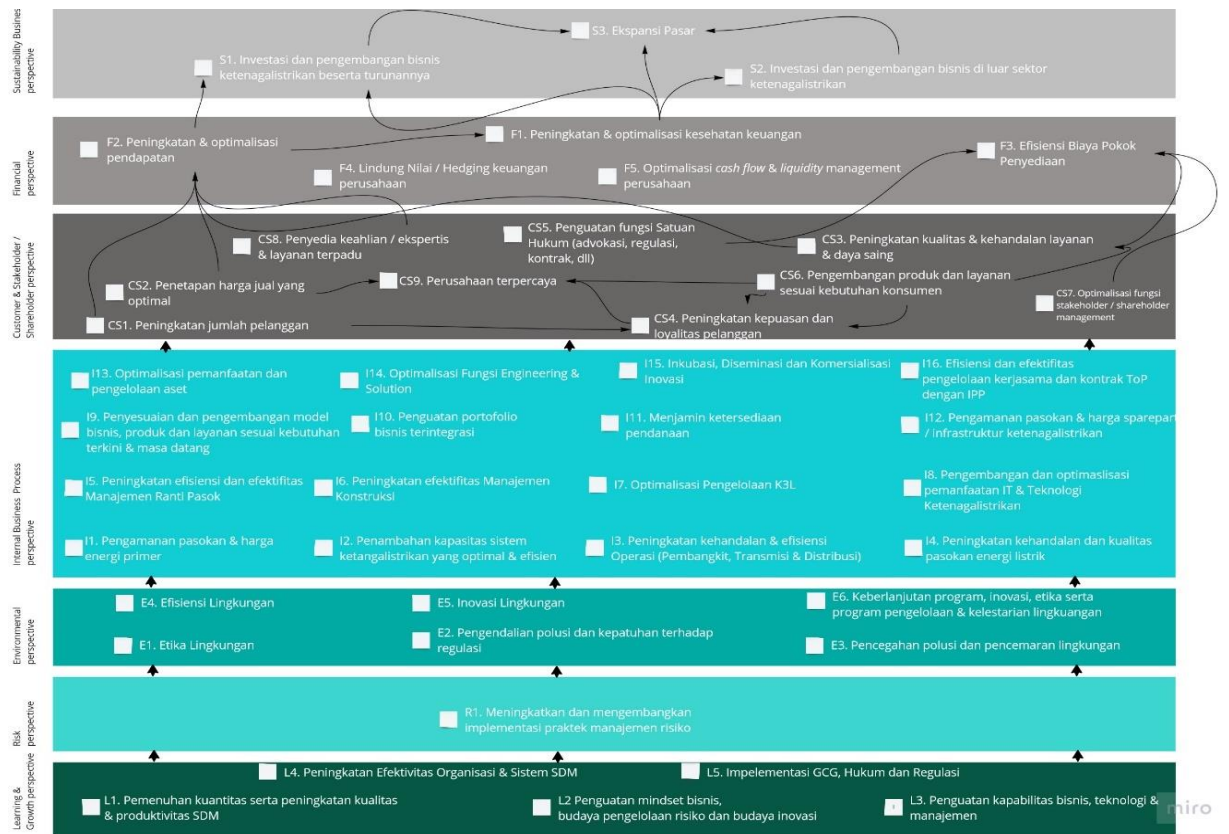 Sustainability Busines
perspective
S3. Ekspansi Pasar
S1. Investasi dan pengembangan bisnis
ketenagalistrikan beserta turunannya
S2. Investasi dan pengembangan bisnis di luar sektor
ketenagalistrikan
Financial
perspective
F2. Peningkatan & optimalisasi
pendapatan
F1. Peningkatan & optimalisasi kesehatan keuangan
F3. Efisiensi Biaya Pokok
Penyediaan
F4. Lindung Nilai / Hedging keuangan
perusahaan
F5. Optimalisasi cash flow & liquidity management
perusahaan
Customer & Stakeholder /
Shareholder perspective
CS8. Penyedia keahlian / ekspertis
& layanan terpadu
CS5. Penguatan fungsi Satuan
Hukum (advokasi, regulasi,
kontrak, dll)
CS3. Peningkatan kualitas & kehandalan layanan
& daya saing
CS2. Penetapan harga jual yang
optimal
CS9. Perusahaan terpercaya
CS6. Pengembangan produk dan layanan
sesuai kebutuhan konsumen
CS7. Optimalisasi fungsi
stakeholder / shareholder
management
CS1. Peningkatan jumlah pelanggan
CS4. Peningkatan kepuasan dan
loyalitas pelanggan
Internal Business Process
perspective
I13. Optimalisasi pemanfaatan dan
pengelolaan aset
I14. Optimalisasi Fungsi Engineering &
Solution
I15. Inkubasi, Diseminasi dan Komersialisasi
Inovasi
I16. Efisiensi dan efektifitas
pengelolaan kerjasama dan kontrak ToP
dengan IPP
I9. Penyesuaian dan pengembangan model
bisnis, produk dan layanan sesuai kebutuhan
terkini & masa datang
I10. Penguatan portofolio
bisnis terintegrasi
I11. Menjamin ketersediaan
pendanaan
I12. Pengamanan pasokan & harga sparepart
/ Infrastruktur ketenagalistrikan
I5. Peningkatan efisiensi dan efektifitas
Manajemen Ranti Pasok
I6. Peningkatan efektifitas Manajemen
Konstruksi
I7. Optimalisasi Pengelolaan K3L
I8. Pengembangan dan optimaslisasi
pemanfaatan IT & Teknologi
Ketenagalistrikan
I1. Pengamanan pasokan & harga
energi primer
I2. Penambahan kapasitas sistem
ketangalistrikan yang optimal & efisien
I3. Peningkatan kehandalan & efisiensi
Operasi (Pembangkit, Transmisi & Distribusi)
I4. Peningkatan kehandalan dan kualitas
pasokan energi listrik
Environmental
perspective
E4. Efisiensi Lingkungan
E5. Inovasi Lingkungan
E6. Keberlanjutan program, inovasi, etika serta
program pengelolaan & kelestarian lingkuangan
E1. Etika Lingkungan
E2. Pengendalian polusi dan kepatuhan terhadap
regulasi
E3. Pencegahan polusi dan pencemaran lingkungan
Risk
perspective
R1. Meningkatkan dan mengembangkan
implementasi praktek manajemen risiko
Learning &
Growth perspective
L4. Peningkatan Efektivitas Organisasi & Sistem SDM
L5. Impelementasi GCG, Hukum dan Regulasi
L1. Pemenuhan kuantitas serta peningkatan kualitas
& produktivitas SDM
L2 Penguatan mindset bisnis,
budaya pengelolaan risiko dan budaya inovasi
L3. Penguatan kapabilitas bisnis, teknologi &
manajemen
miro